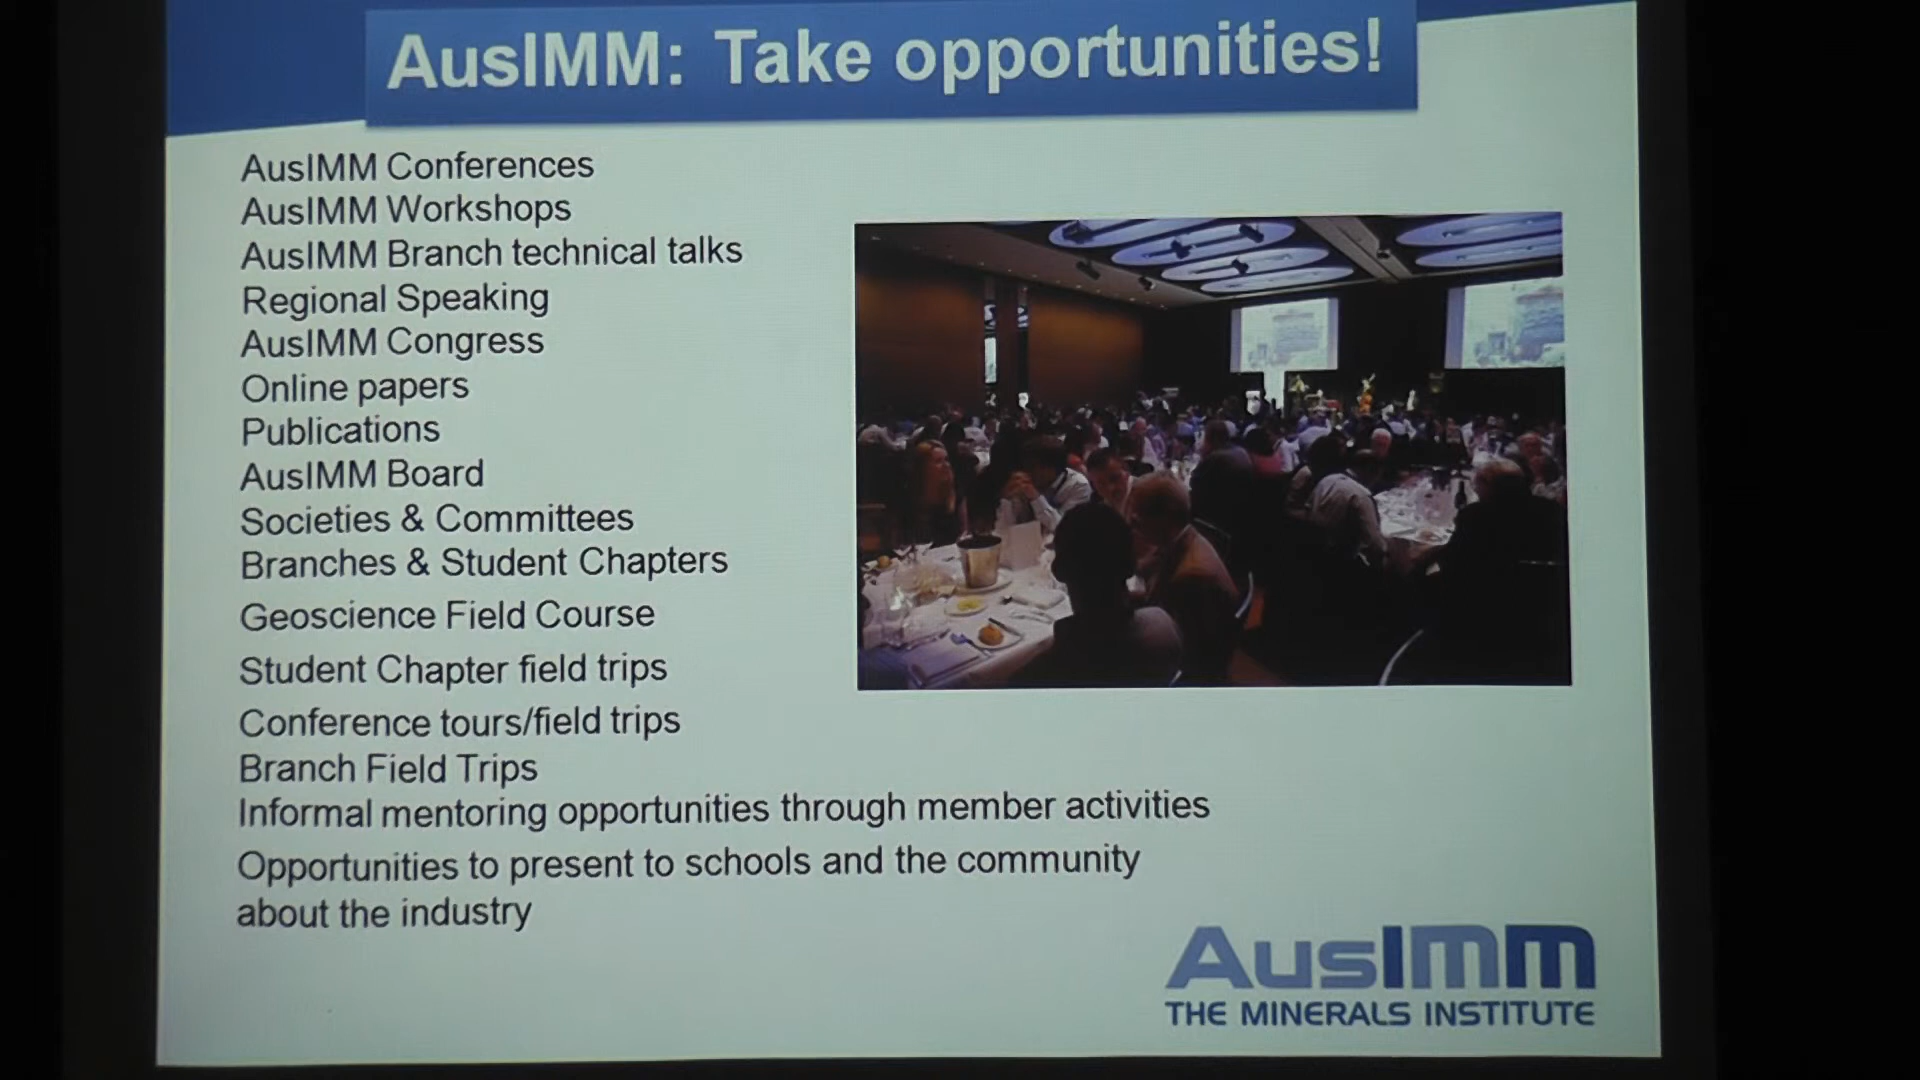 AusIMM: Take opportunities!
AusIMM Conferences
AusIMM Workshops
AusIMM Branch technical talks
Regional Speaking
AusIMM Congress
Online papers
Publications
AusIMM Board
Societies & Committees
Branches & Student Chapters
Geoscience Field Course
Student Chapter field trips
Conference tours/field trips
Branch Field Trips
Informal mentoring opportunities through member activities
Opportunities to present to schools and the community
about the industry
AusIMM
THE MINERALS INSTITUTE